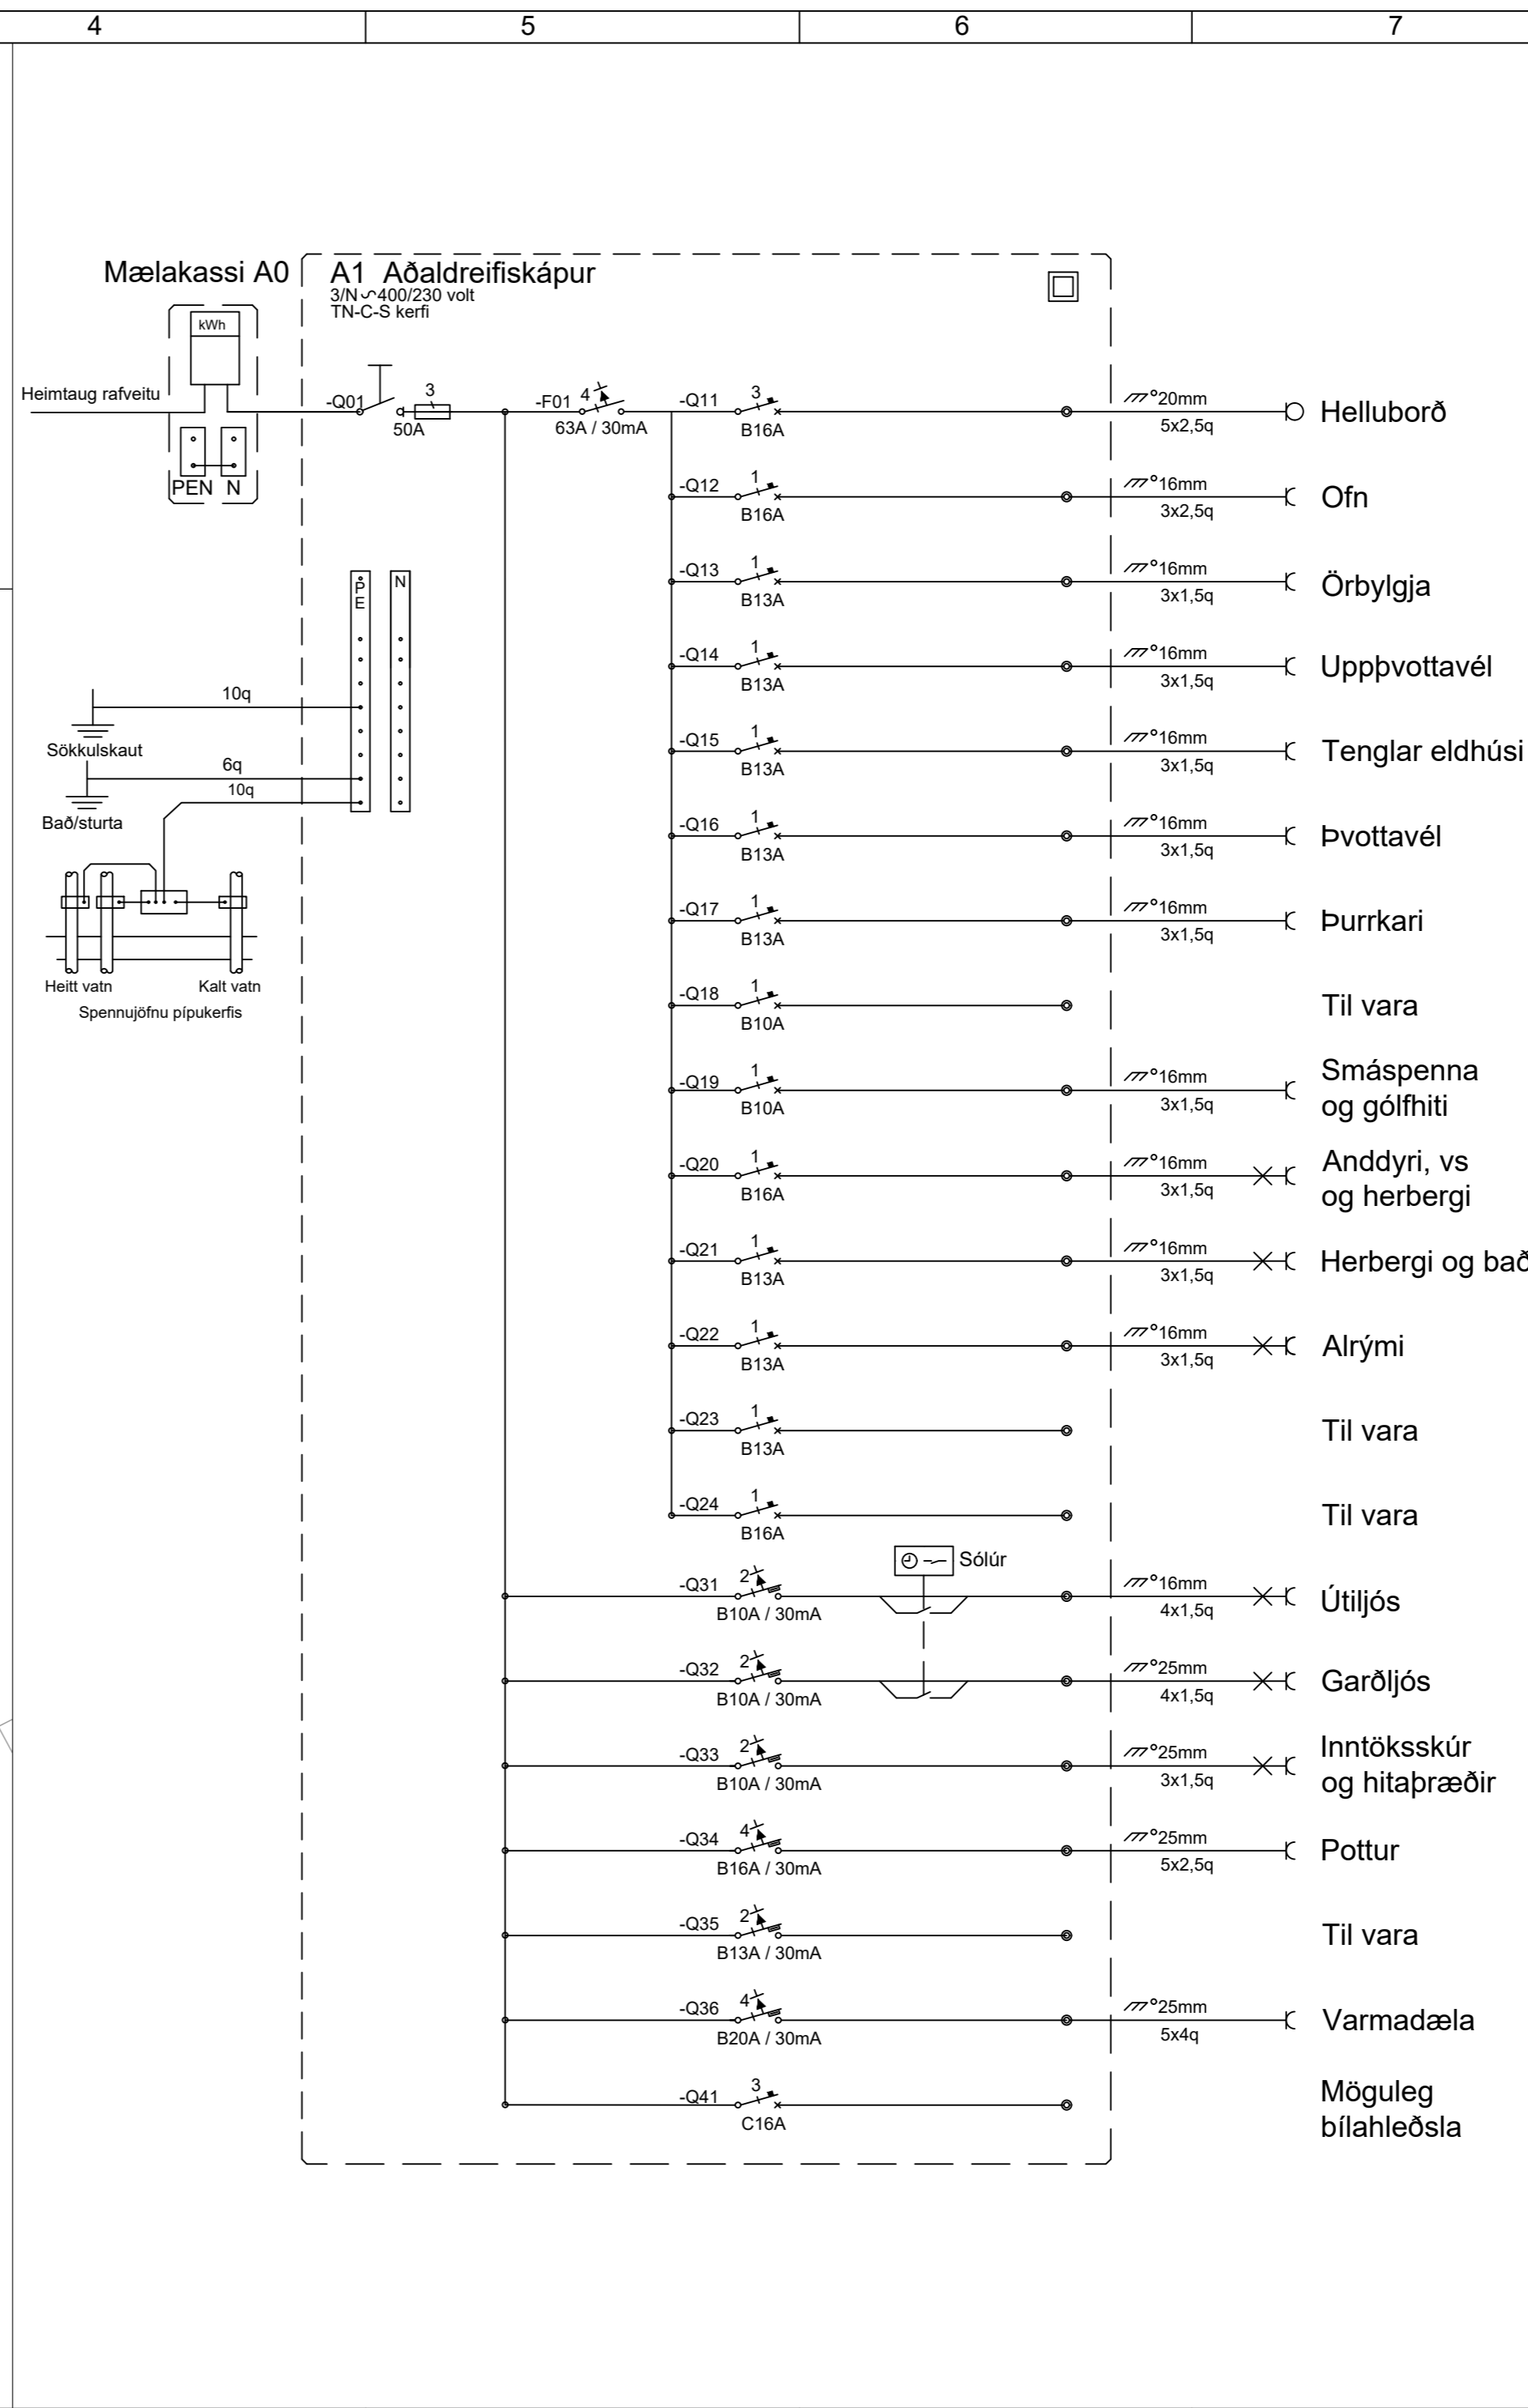 4
5
6
7
Mælakassi A0
A1 Aðaldreifiskápur
3/N ∿400/230 volt
TN-C-S kerfi
kWh
Heimtaug rafveitu
PEN N
-Q01
3
50A
-F01
4
63A / 30mA
-Q11
3
B16A
20mm
5x2,5q
Helluborð
-Q12
1
B16A
16mm
3x2,5q
Ofn
-Q13
1
B13A
16mm
3x1,5q
Örbylgja
-Q14
1
B13A
16mm
3x1,5q
Uppþvottavél
-Q15
1
B13A
16mm
3x1,5q
Tenglar eldhúsi
-Q16
1
B13A
16mm
3x1,5q
Þvottavél
-Q17
1
B13A
16mm
3x1,5q
Þurrkari
-Q18
1
B10A
Til vara
-Q19
1
B10A
16mm
3x1,5q
Smáspenna
og gólfhiti
-Q20
1
B16A
16mm
3x1,5q
Anddyri, vs
og herbergi
-Q21
1
B13A
16mm
3x1,5q
Herbergi og bað
-Q22
1
B13A
16mm
3x1,5q
Alrými
-Q23
1
B13A
Til vara
-Q24
1
B16A
Til vara
Sólúr
-Q31
2
B10A / 30mA
16mm
4x1,5q
Útiljós
-Q32
2
B10A / 30mA
25mm
4x1,5q
Garðljós
-Q33
2
B10A / 30mA
25mm
3x1,5q
Inntöksskúr
og hitaþræðir
-Q34
4
B16A / 30mA
25mm
5x2,5q
Pottur
-Q35
2
B13A / 30mA
Til vara
-Q36
4
B20A / 30mA
25mm
5x4q
Varmadæla
-Q41
3
C16A
Möguleg
bílahleðsla
P
E
N
10q
Sökkulskaut
6q
10q
Bað/sturta
Heitt vatn
Kalt vatn
Spennujöfnu pípukerfis